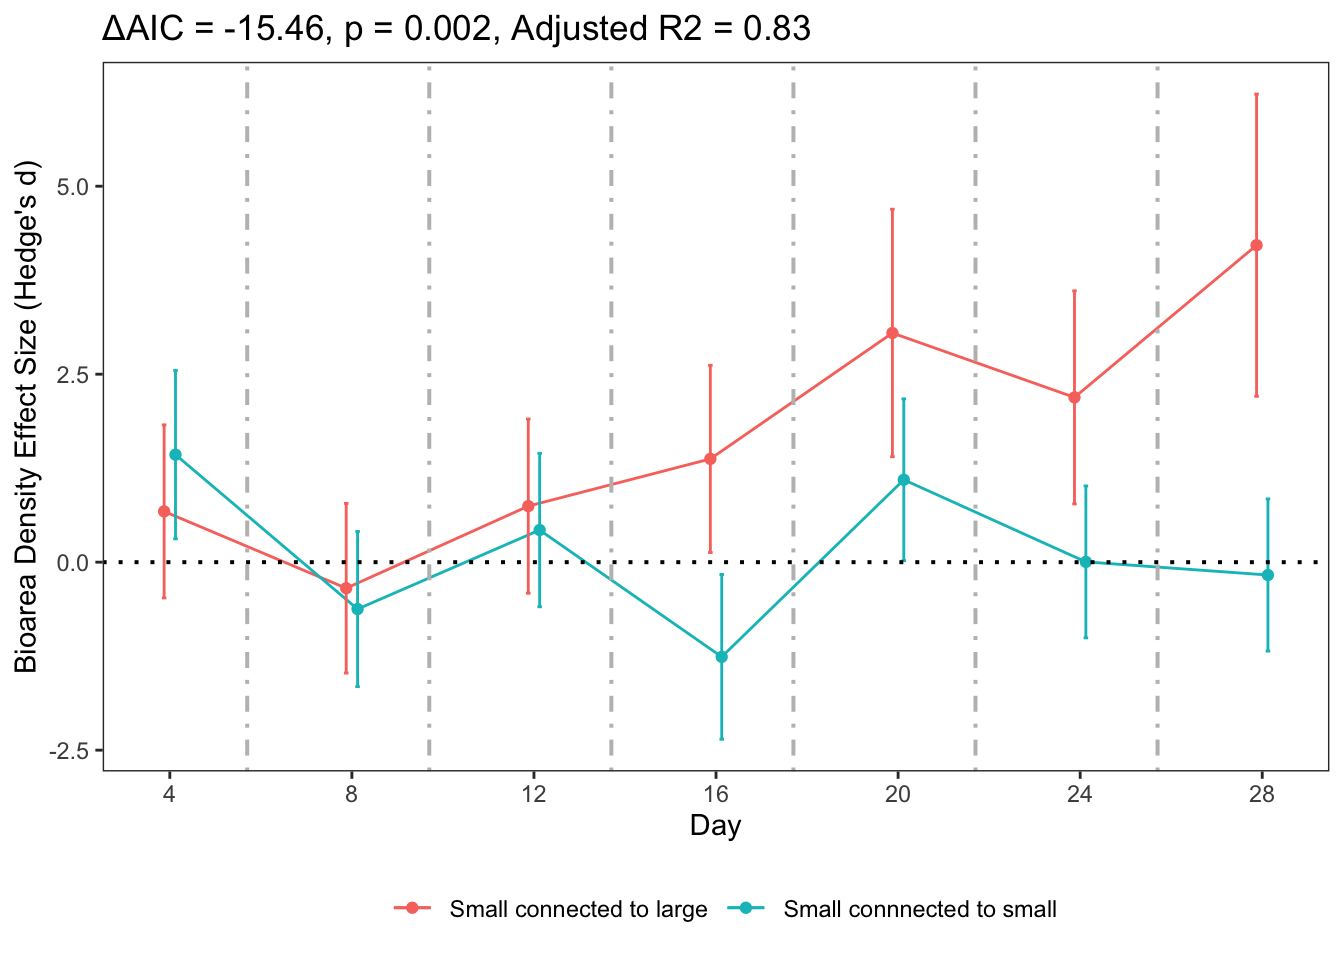 ΔAIC = -15.46, p = 0.002, Adjusted R2 = 0.83
Bioarea Density Effect Size (Hedge's d)
5.0
2.5
0.0
-2.5
4 8 12 16 20 24 28
Day
Small connected to large Small connnected to small